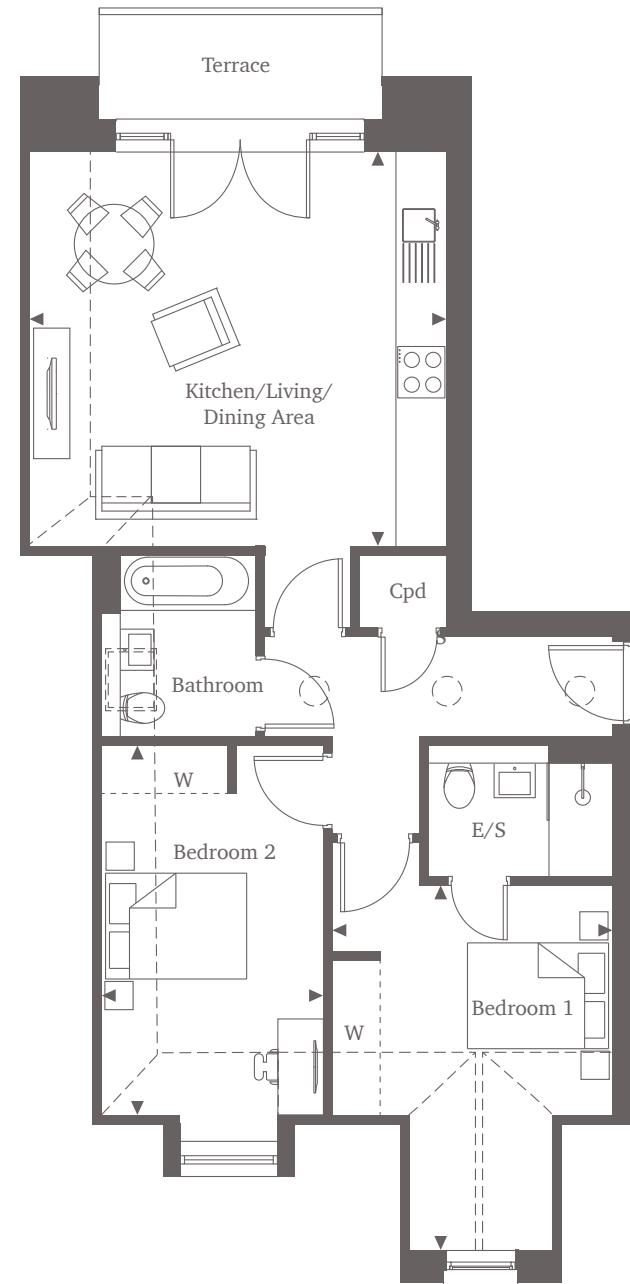 Terrace
Kitchen/Living/
Dining Area
Cpd
S
Bathroom
W
E/S
Bedroom 2
Bedroom 1
W